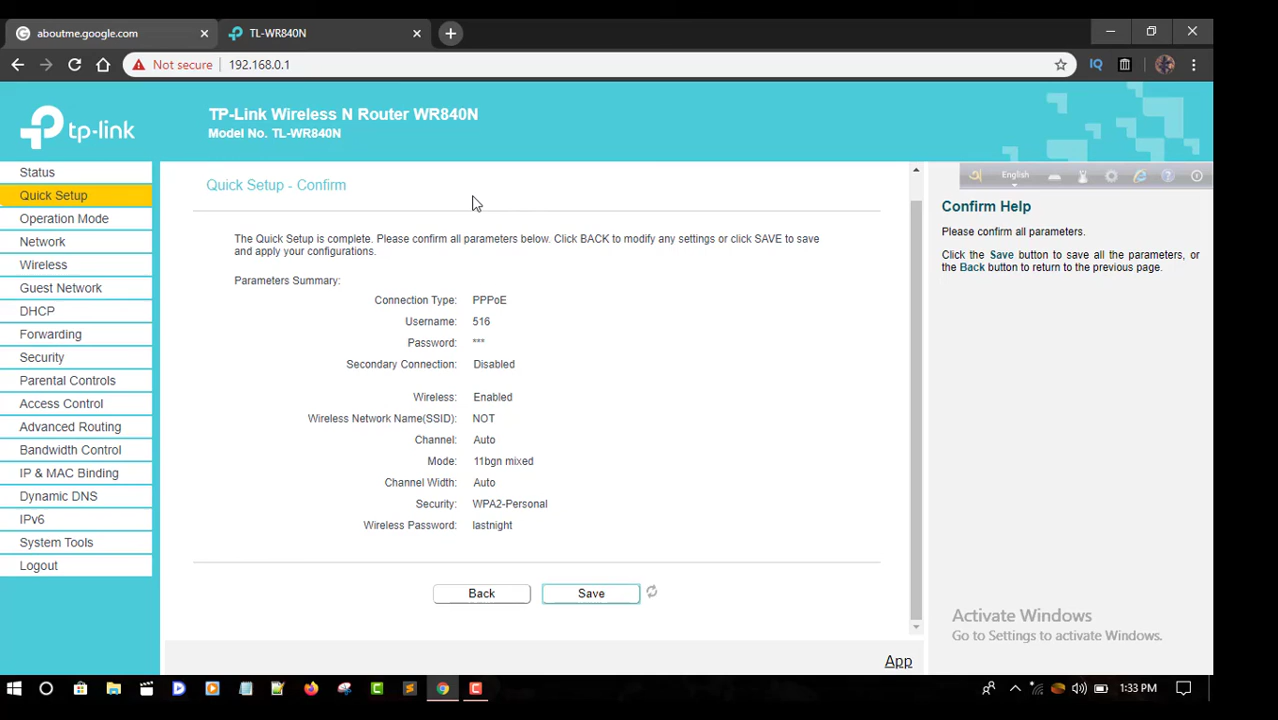 aboutme.google.com
TL-WR840N
Not secure
192.168.0.1
IQ
tp-link
TP-Link Wireless N Router WR840N
Model No. TL-WR840N
Status
Quick Setup
Operation Mode
Network
Wireless
Guest Network
DHCP
Forwarding
Security
Parental Controls
Access Control
Advanced Routing
Bandwidth Control
IP & MAC Binding
Dynamic DNS
IPv6
System Tools
Logout
Quick Setup - Confirm
The Quick Setup is complete. Please confirm all parameters below. Click BACK to modify any settings or click SAVE to save
and apply your configurations.
Parameters Summary:
Connection Type: PPPoE
Username: 516
Password: ***
Secondary Connection: Disabled
Wireless: Enabled
Wireless Network Name(SSID): NOT
Channel: Auto
Mode: 11bgn mixed
Channel Width: Auto
Security: WPA2-Personal
Wireless Password: lastnight
Back
Save
App
English
Confirm Help
Please confirm all parameters.
Click the Save button to save all the parameters, or
the Back button to return to the previous page.
Activate Windows
Go to Settings to activate Windows.
1:33 PM